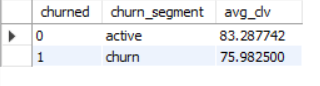 churned churn_segment avg_clv
0 active 83.287742
1 churn 75.982500